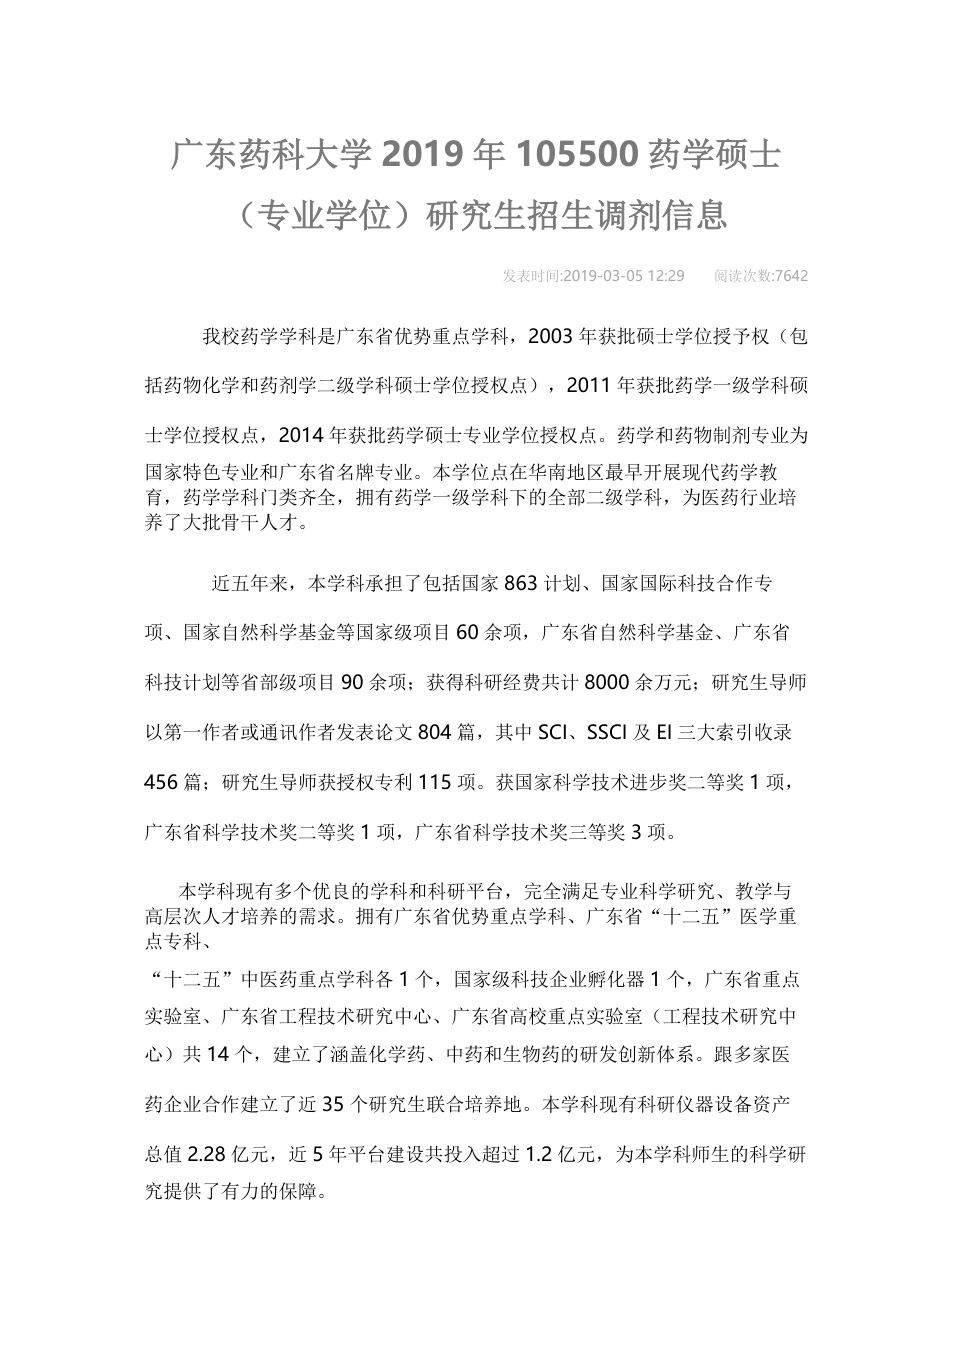 广东药科大学 2019 年 105500 药学硕士
（专业学位）研究生招生调剂信息
发表时间:2019-03-05 12:29 阅读次数:7642
我校药学学科是广东省优势重点学科，2003 年获批硕士学位授予权（包
括药物化学和药剂学二级学科硕士学位授权点），2011 年获批药学一级学科硕
士学位授权点，2014 年获批药学硕士专业学位授权点。药学和药物制剂专业为
国家特色专业和广东省名牌专业。本学位点在华南地区最早开展现代药学教
育，药学学科门类齐全，拥有药学一级学科下的全部二级学科，为医药行业培
养了大批骨干人才。
近五年来，本学科承担了包括国家 863 计划、国家国际科技合作专
项、国家自然科学基金等国家级项目 60 余项，广东省自然科学基金、广东省
科技计划等省部级项目 90 余项；获得科研经费共计 8000 余万元；研究生导师
以第一作者或通讯作者发表论文 804 篇，其中 SCI、SSCI 及 EI 三大索引收录
456 篇；研究生导师获授权专利 115 项。获国家科学技术进步奖二等奖 1 项，
广东省科学技术奖二等奖 1 项，广东省科学技术奖三等奖 3 项。
本学科现有多个优良的学科和科研平台，完全满足专业科学研究、教学与
高层次人才培养的需求。拥有广东省优势重点学科、广东省“十二五”医学重
点专科、
“十二五”中医药重点学科各 1 个，国家级科技企业孵化器 1 个，广东省重点
实验室、广东省工程技术研究中心、广东省高校重点实验室（工程技术研究中
心）共 14 个，建立了涵盖化学药、中药和生物药的研发创新体系。跟多家医
药企业合作建立了近 35 个研究生联合培养地。本学科现有科研仪器设备资产
总值 2.28 亿元，近 5 年平台建设共投入超过 1.2 亿元，为本学科师生的科学研
究提供了有力的保障。